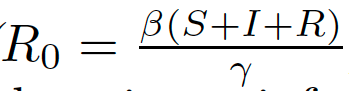 (R₀ = β(S+I+R) / γ